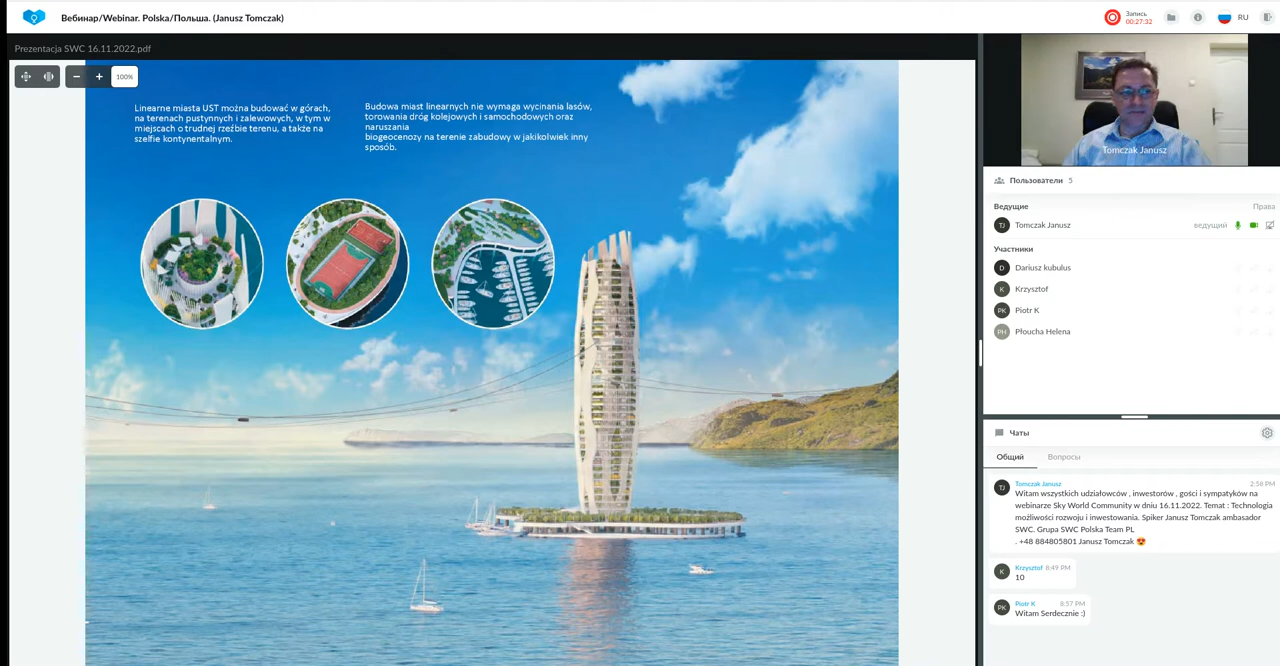 Вебинар/Webinar. Polska/Польша. (Janusz Tomczak)
Запись
00:27:32
RU
Prezentacja SWC 16.11.2022.pdf
100%
Linearne miasta UST można budować w górach,
na terenach pustynnych i zalewowych, w tym w
miejscach o trudnej rzeźbie terenu, a także na
szelfie kontynentalnym.
Budowa miast linearnych nie wymaga wycinania lasów,
torowania dróg kolejowych i samochodowych oraz
naruszania
biogeocenozy na terenie zabudowy w jakikolwiek inny
sposób.
Tomczak Janusz
Пользователи 5
Ведущие
Права
TJ
Tomczak Janusz
ведущий
Участники
D
Dariusz kubulus
K
Krzysztof
PK
Piotr K
PH
Płoucha Helena
Чаты
Общий
Вопросы
TJ
Tomczak Janusz
2:58 PM
Witam wszystkich udziałowców , inwestorów , gości i sympatyków na
webinarze Sky World Community w dniu 16.11.2022. Temat : Technologia
możliwości rozwoju i inwestowania. Spiker Janusz Tomczak ambasador
SWC. Grupa SWC Polska Team PL
. +48 884805801 Janusz Tomczak 😍
K
Krzysztof 8:49 PM
10
PK
Piotr K
8:57 PM
Witam Serdecznie :)